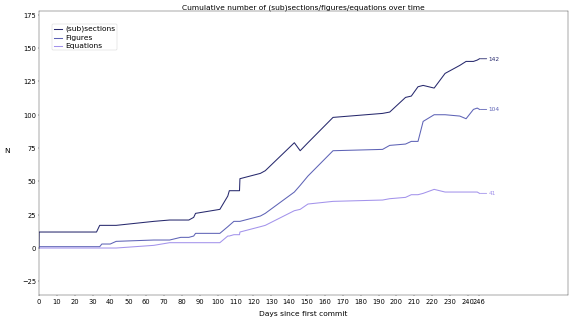 Cumulative number of (sub)sections/figures/equations over time
175
150
125
100
75
50
25
0
−25
N
(sub)sections
Figures
Equations
142
104
41
0 10 20 30 40 50 60 70 80 90 100 110 120 130 140 150 160 170 180 190 200 210 220 230 240 246
Days since first commit